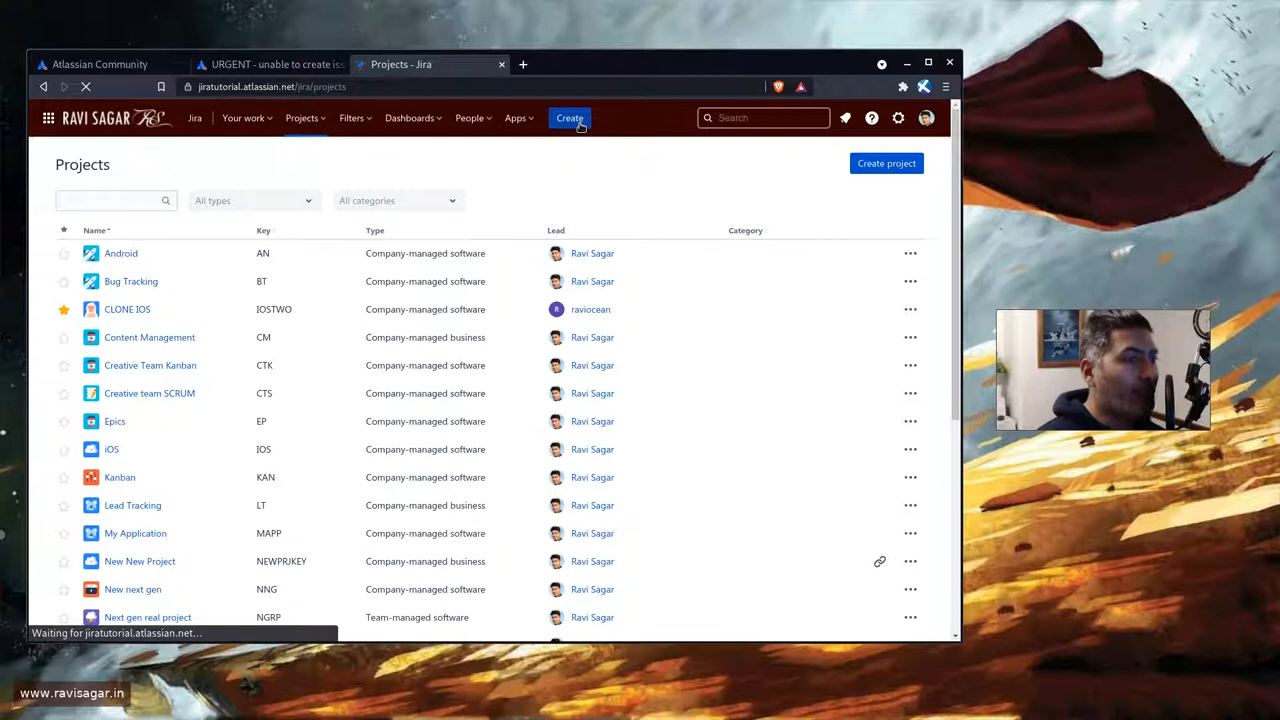 Atlassian Community
URGENT - unable to create iss
Projects - Jira
jiratutorial.atlassian.net/jira/projects
RAVI SAGAR RS
Jira
Your work
Projects
Filters
Dashboards
People
Apps
Create
Search
Projects
Create project
All types
All categories
Name
Key
Type
Lead
Category
Android AN Company-managed software Ravi Sagar
Bug Tracking BT Company-managed software Ravi Sagar
CLONE IOS IOSTWO Company-managed software R raviocean
Content Management CM Company-managed business Ravi Sagar
Creative Team Kanban CTK Company-managed software Ravi Sagar
Creative team SCRUM CTS Company-managed software Ravi Sagar
Epics EP Company-managed software Ravi Sagar
iOS IOS Company-managed software Ravi Sagar
Kanban KAN Company-managed software Ravi Sagar
Lead Tracking LT Company-managed business Ravi Sagar
My Application MAPP Company-managed software Ravi Sagar
New New Project NEWPRJKEY Company-managed business Ravi Sagar
New next gen NNG Company-managed software Ravi Sagar
Next gen real project NGRP Team-managed software Ravi Sagar
Waiting for jiratutorial.atlassian.net...
www.ravisagar.in